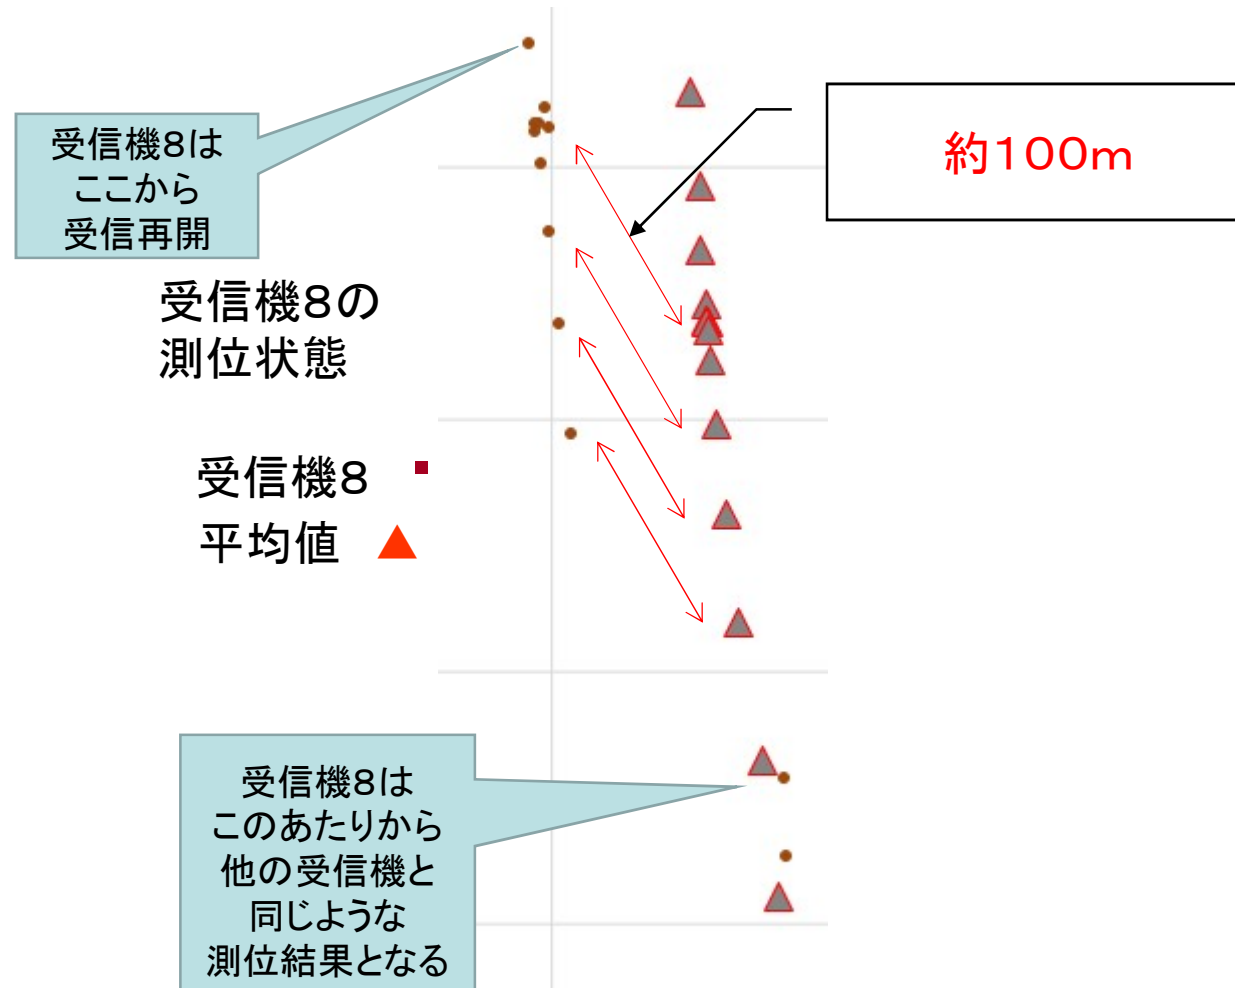 受信機8は
ここから
受信再開
約100m
受信機8の
測位状態
受信機8
平均値
受信機8は
このあたりから
他の受信機と
同じような
測位結果となる